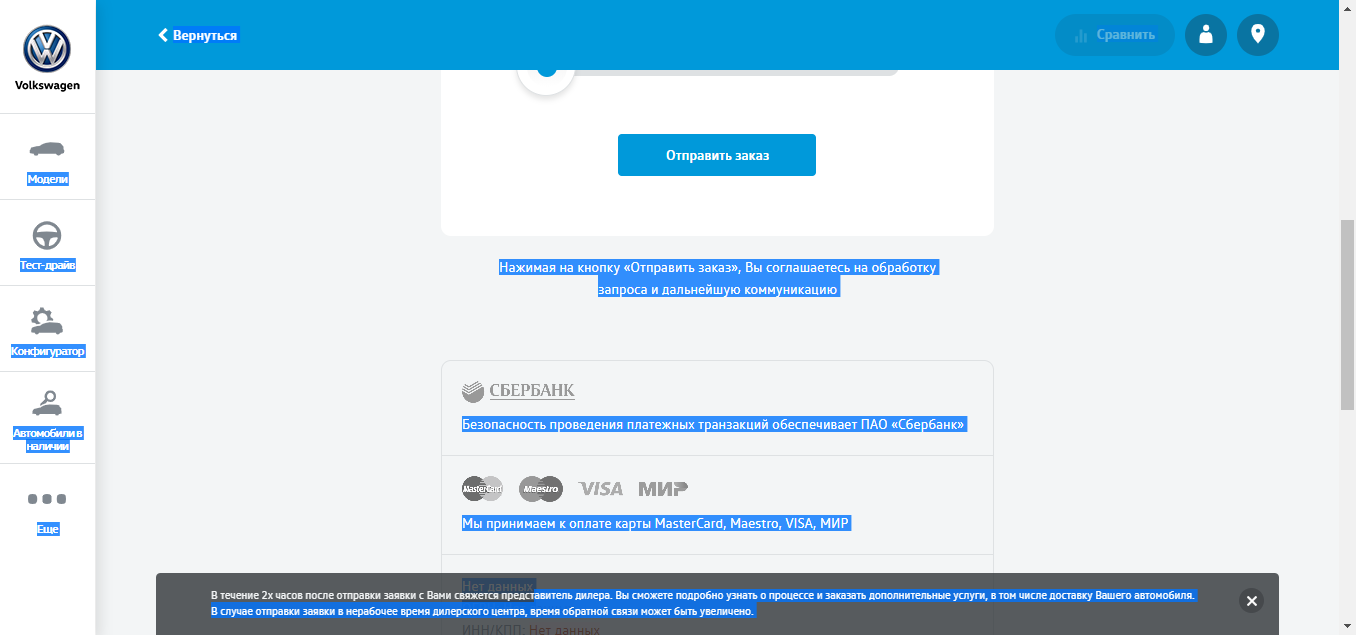 Volkswagen
Модели
Тест-драйв
Конфигуратор
Автомобили в
наличии
Еще
Вернуться
Сравнить
Отправить заказ
Нажимая на кнопку «Отправить заказ», Вы соглашаетесь на обработку
запроса и дальнейшую коммуникацию
СБЕРБАНК
Безопасность проведения платежных транзакций обеспечивает ПАО «Сбербанк»
MasterCard Maestro VISA МИР
Мы принимаем к оплате карты MasterCard, Maestro, VISA, МИР
Нет данных
В течение 2х часов после отправки заявки с Вами свяжется представитель дилера. Вы сможете подробно узнать о процессе и заказать дополнительные услуги, в том числе доставку Вашего автомобиля.
В случае отправки заявки в нерабочее время дилерского центра, время обратной связи может быть увеличено.
ИНН/КПП: Нет данных